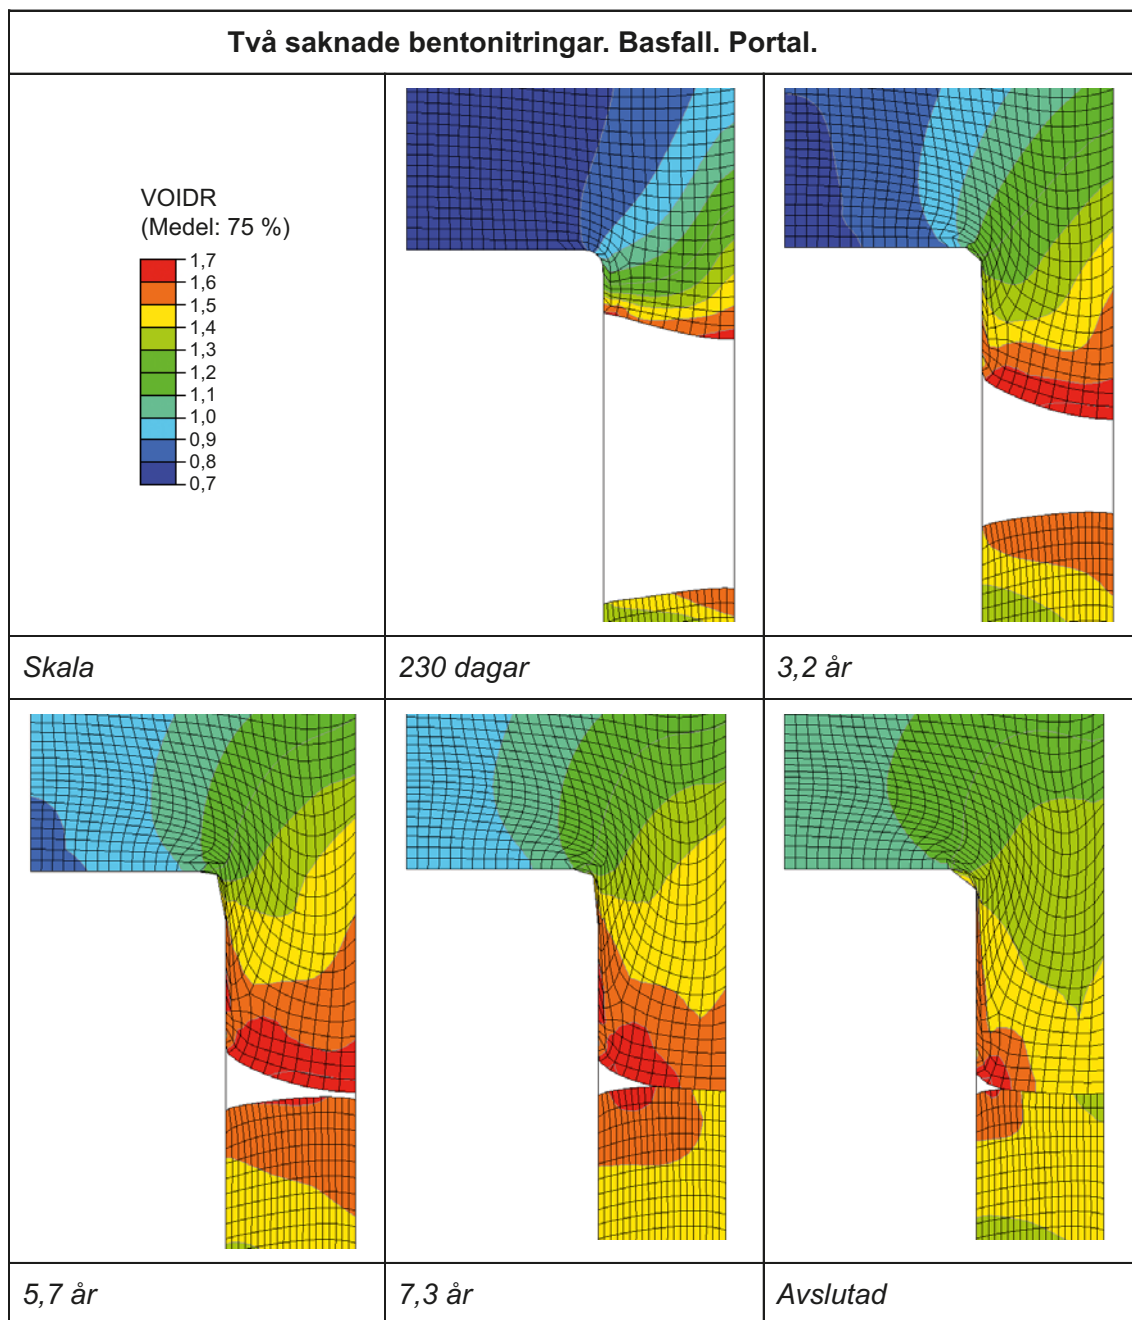 Två saknade bentonitringar. Basfall. Portal.
VOIDR
(Medel: 75 %)
1,7
1,6
1,5
1,4
1,3
1,2
1,1
1,0
0,9
0,8
0,7
Skala
230 dagar
3,2 år
5,7 år
7,3 år
Avslutad